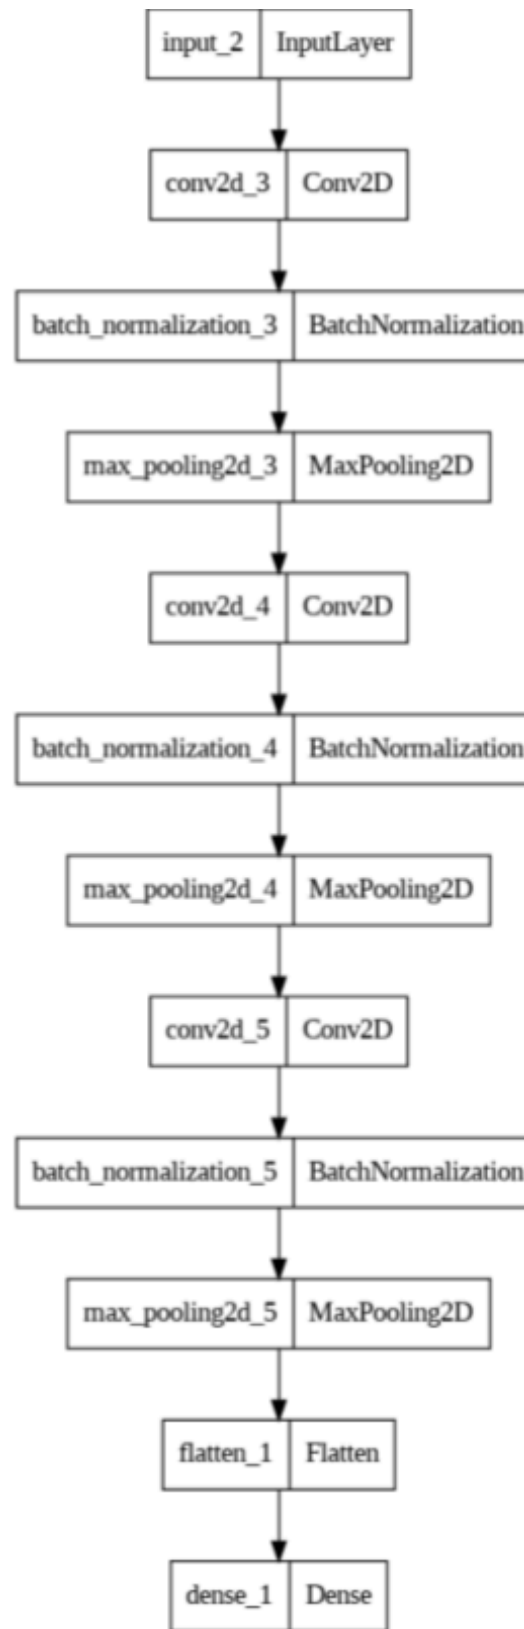 input_2 InputLayer
conv2d_3 Conv2D
batch_normalization_3 BatchNormalization
max_pooling2d_3 MaxPooling2D
conv2d_4 Conv2D
batch_normalization_4 BatchNormalization
max_pooling2d_4 MaxPooling2D
conv2d_5 Conv2D
batch_normalization_5 BatchNormalization
max_pooling2d_5 MaxPooling2D
flatten_1 Flatten
dense_1 Dense